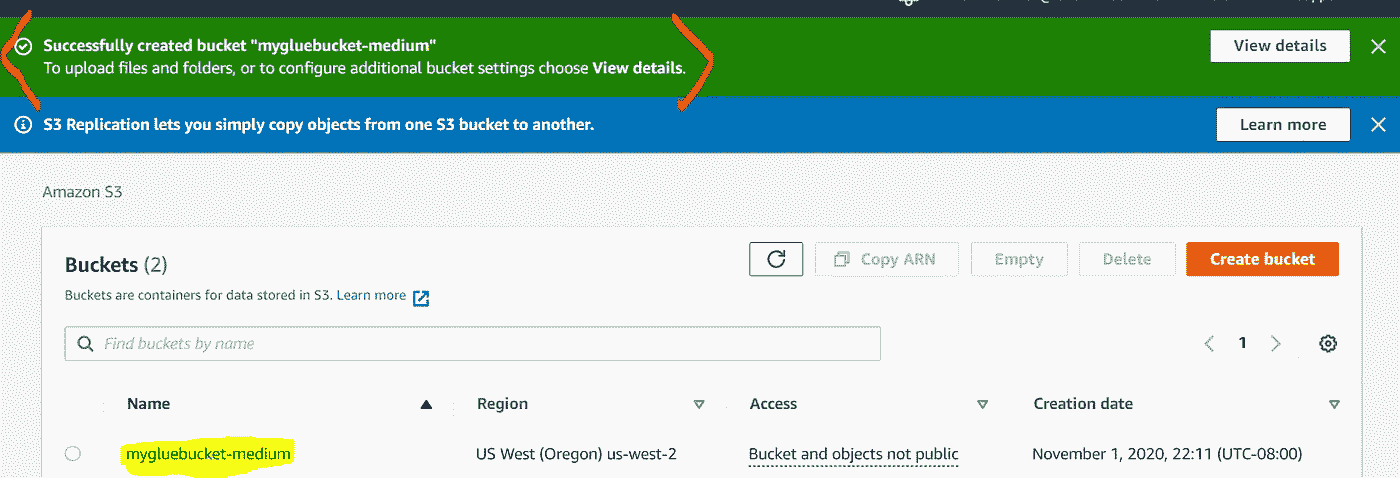 Successfully created bucket "mygluebucket-medium"
View details
To upload files and folders, or to configure additional bucket settings choose View details.
S3 Replication lets you simply copy objects from one S3 bucket to another.
Learn more
Amazon S3
Buckets (2)
Copy ARN
Empty
Delete
Create bucket
Buckets are containers for data stored in S3. Learn more
Find buckets by name
1
Name
Region
Access
Creation date
mygluebucket-medium
US West (Oregon) us-west-2
Bucket and objects not public
November 1, 2020, 22:11 (UTC-08:00)